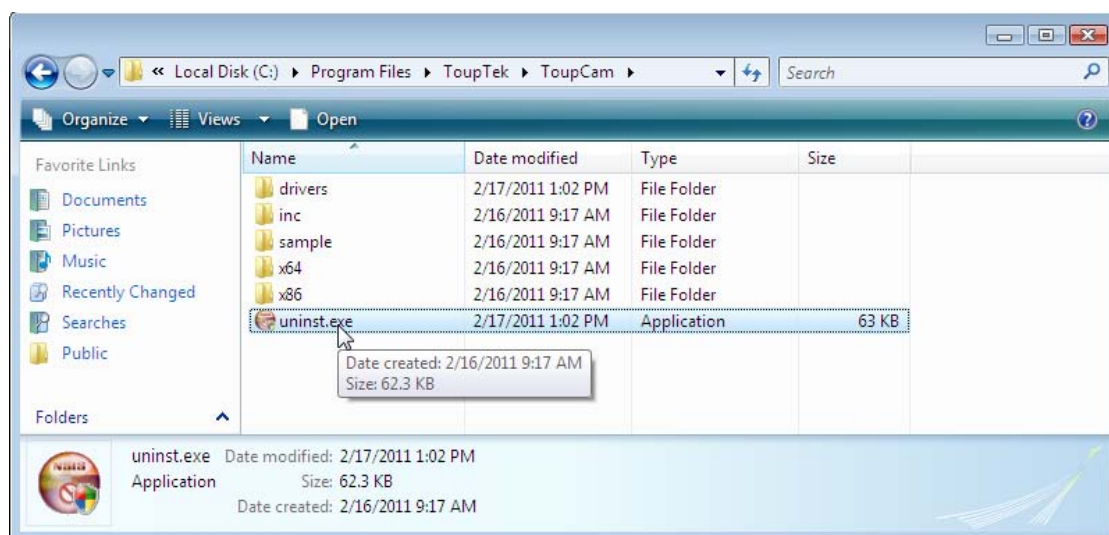 « Local Disk (C:) ▸ Program Files ▸ ToupTek ▸ ToupCam ▸ Search
Organize Views Open
Favorite Links
Documents
Pictures
Music
Recently Changed
Searches
Public
Folders
Name Date modified Type Size
drivers 2/17/2011 1:02 PM File Folder
inc 2/16/2011 9:17 AM File Folder
sample 2/16/2011 9:17 AM File Folder
x64 2/16/2011 9:17 AM File Folder
x86 2/16/2011 9:17 AM File Folder
uninst.exe 2/17/2011 1:02 PM Application 63 KB
Date created: 2/16/2011 9:17 AM
Size: 62.3 KB
uninst.exe Date modified: 2/17/2011 1:02 PM
Application Size: 62.3 KB
Date created: 2/16/2011 9:17 AM